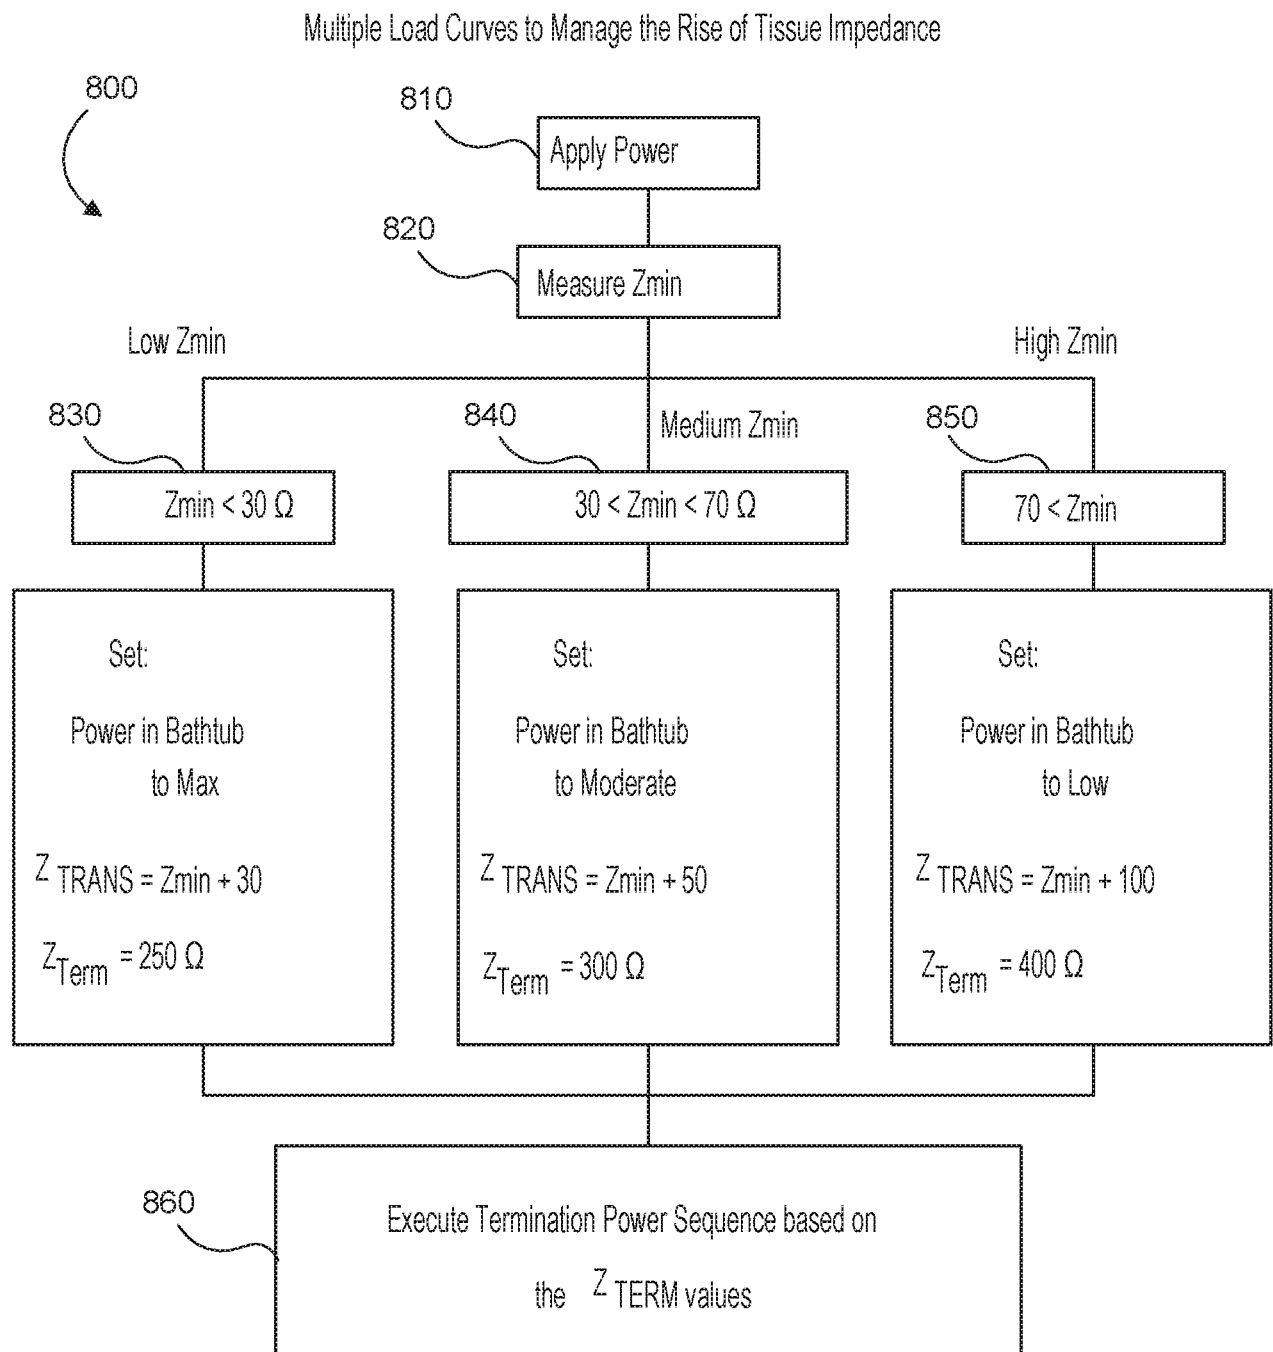 Multiple Load Curves to Manage the Rise of Tissue Impedance
800
810
Apply Power
820
Measure Zmin
Low Zmin
High Zmin
830
840
Medium Zmin
850
Zmin < 30 Ω
30 < Zmin < 70 Ω
70 < Zmin
Set:
Power in Bathtub
to Max
Z TRANS = Zmin + 30
Z Term = 250 Ω
Set:
Power in Bathtub
to Moderate
Z TRANS = Zmin + 50
Z Term = 300 Ω
Set:
Power in Bathtub
to Low
Z TRANS = Zmin + 100
Z Term = 400 Ω
860
Execute Termination Power Sequence based on
the Z TERM values